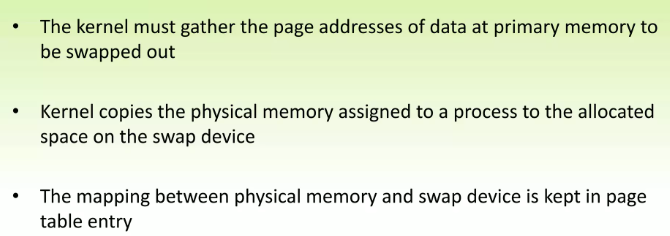 • The kernel must gather the page addresses of data at primary memory to
be swapped out
• Kernel copies the physical memory assigned to a process to the allocated
space on the swap device
• The mapping between physical memory and swap device is kept in page
table entry